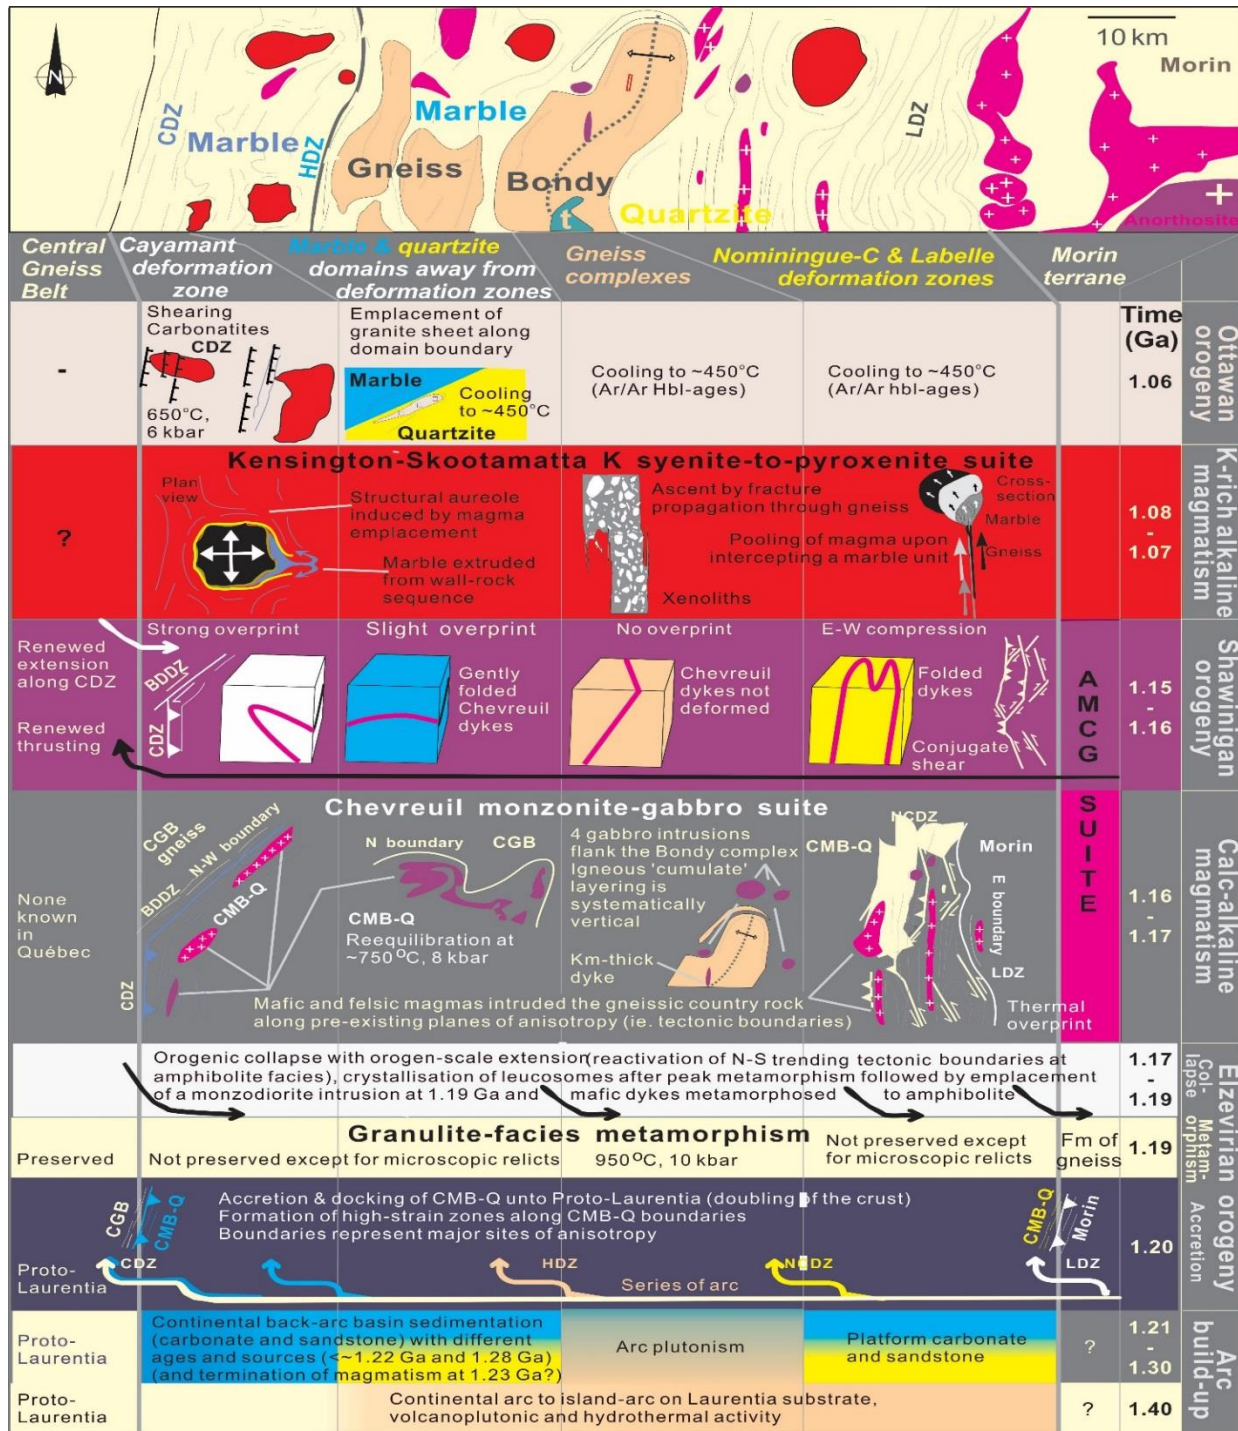 N
10 km
Morin
CDZ
Marble
HDZ
Marble
Gneiss
Bondy
t
Quartzite
LDZ
Anorthosite
Central
Gneiss
Belt
Cayamant
deformation
zone
Marble & quartzite
domains away from
deformation zones
Gneiss
complexes
Nominingue-C & Labelle
deformation zones
Morin
terrane
-
Shearing
Carbonatites
CDZ
650°C,
6 kbar
Emplacement of
granite sheet along
domain boundary
Marble
Cooling
to ~450°C
Quartzite
Cooling to ~450°C
(Ar/Ar Hbl-ages)
Cooling to ~450°C
(Ar/Ar hbl-ages)
Time
(Ga)
1.06
Ottawan
orogeny
Kensington-Skootamatta K syenite-to-pyroxenite suite
?
Plan
view
Structural aureole
induced by magma
emplacement
Marble extruded
from wall-rock
sequence
Ascent by fracture
propagation through gneiss
Pooling of magma upon
intercepting a marble unit
Xenoliths
Cross-
section
Marble
Gneiss
1.08
-
1.07
K-rich alkaline
magmatism
Renewed
extension
along CDZ
Renewed
thrusting
Strong overprint
BDDZ
CDZ
Slight overprint
Gently
folded
Chevreuil
dykes
No overprint
Chevreuil
dykes not
deformed
E-W compression
Folded
dykes
Conjugate
shear
AMCG
SUITE
1.15
-
1.16
Shawinigan
orogeny
Chevreuil monzonite-gabbro suite
None
known
in
Québec
CGB
gneiss
BDDZ
N-W boundary
CMB-Q
CDZ
N boundary
CGB
CMB-Q
Reequilibration at
~750°C, 8 kbar
4 gabbro intrusions
flank the Bondy complex
Igneous 'cumulate'
layering is
systematically
vertical
Km-thick
dyke
NCDZ
CMB-Q
Morin
E boundary
LDZ
Thermal
overprint
Mafic and felsic magmas intruded the gneissic country rock
along pre-existing planes of anisotropy (ie. tectonic boundaries)
1.16
-
1.17
Calc-alkaline
magmatism
Orogenic collapse with orogen-scale extension(reactivation of N-S trending tectonic boundaries at
amphibolite facies), crystallisation of leucosomes after peak metamorphism followed by emplacement
of a monzodiorite intrusion at 1.19 Ga and mafic dykes metamorphosed to amphibolite
1.17
-
1.19
Col-
lapse
Granulite-facies metamorphism
Preserved
Not preserved except for microscopic relicts
950°C, 10 kbar
Not preserved except
for microscopic relicts
Fm of
gneiss
1.19
Metam-
orphism
Elzevirian orogeny
Accretion & docking of CMB-Q unto Proto-Laurentia (doubling of the crust)
Formation of high-strain zones along CMB-Q boundaries
Boundaries represent major sites of anisotropy
CGB
CMB-Q
CDZ
HDZ
Series of arc
NCDZ
CMB-Q
Morin
LDZ
Proto-
Laurentia
1.20
Accretion
Proto-
Laurentia
Continental back-arc basin sedimentation
(carbonate and sandstone) with different
ages and sources (<~1.22 Ga and 1.28 Ga)
(and termination of magmatism at 1.23 Ga?)
Arc plutonism
Platform carbonate
and sandstone
?
1.21
-
1.30
Arc
build-up
Proto-
Laurentia
Continental arc to island-arc on Laurentia substrate,
volcanoplutonic and hydrothermal activity
?
1.40